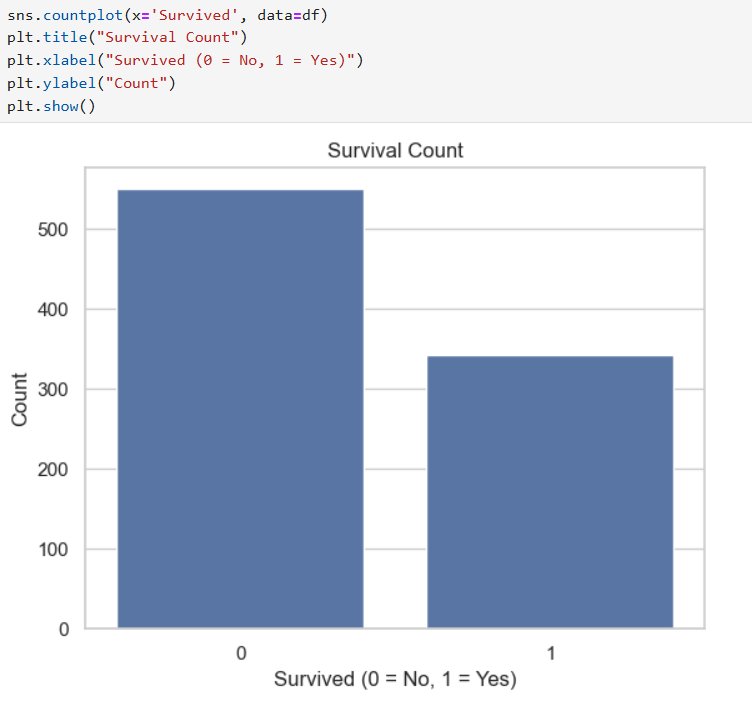 sns.countplot(x='Survived', data=df)
plt.title("Survival Count")
plt.xlabel("Survived (0 = No, 1 = Yes)")
plt.ylabel("Count")
plt.show()
Survival Count
500
400
300
200
100
0
Count
0 1
Survived (0 = No, 1 = Yes)